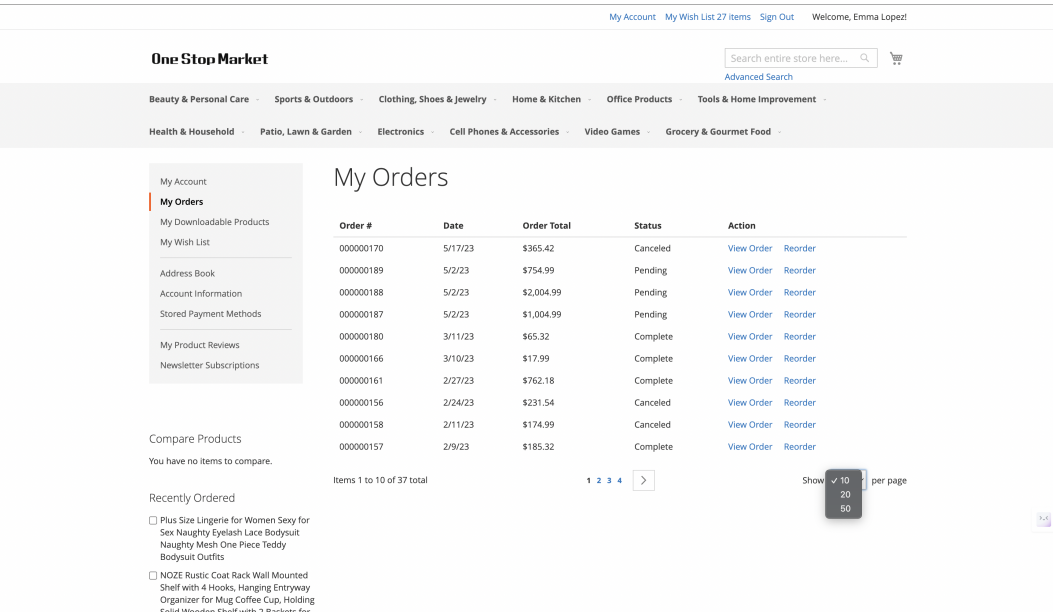 My Account My Wish List 27 items Sign Out Welcome, Emma Lopez!
One Stop Market
Search entire store here...
Advanced Search
Beauty & Personal Care Sports & Outdoors Clothing, Shoes & Jewelry Home & Kitchen Office Products Tools & Home Improvement
Health & Household Patio, Lawn & Garden Electronics Cell Phones & Accessories Video Games Grocery & Gourmet Food
My Account
My Orders
My Downloadable Products
My Wish List
Address Book
Account Information
Stored Payment Methods
My Product Reviews
Newsletter Subscriptions
Compare Products
You have no items to compare.
Recently Ordered
Plus Size Lingerie for Women Sexy for
Sex Naughty Eyelash Lace Bodysuit
Naughty Mesh One Piece Teddy
Bodysuit Outfits
NOZE Rustic Coat Rack Wall Mounted
Shelf with 4 Hooks, Hanging Entryway
Organizer for Mug Coffee Cup, Holding
Solid Wooden Shelf with 2 Baskets for
My Orders
Order # Date Order Total Status Action
000000170 5/17/23 $365.42 Canceled View Order Reorder
000000189 5/2/23 $754.99 Pending View Order Reorder
000000188 5/2/23 $2,004.99 Pending View Order Reorder
000000187 5/2/23 $1,004.99 Pending View Order Reorder
000000180 3/11/23 $65.32 Complete View Order Reorder
000000166 3/10/23 $17.99 Complete View Order Reorder
000000161 2/27/23 $762.18 Complete View Order Reorder
000000156 2/24/23 $231.54 Canceled View Order Reorder
000000158 2/11/23 $174.99 Canceled View Order Reorder
000000157 2/9/23 $185.32 Complete View Order Reorder
Items 1 to 10 of 37 total 1 2 3 4 Show ✓ 10 per page
20
50